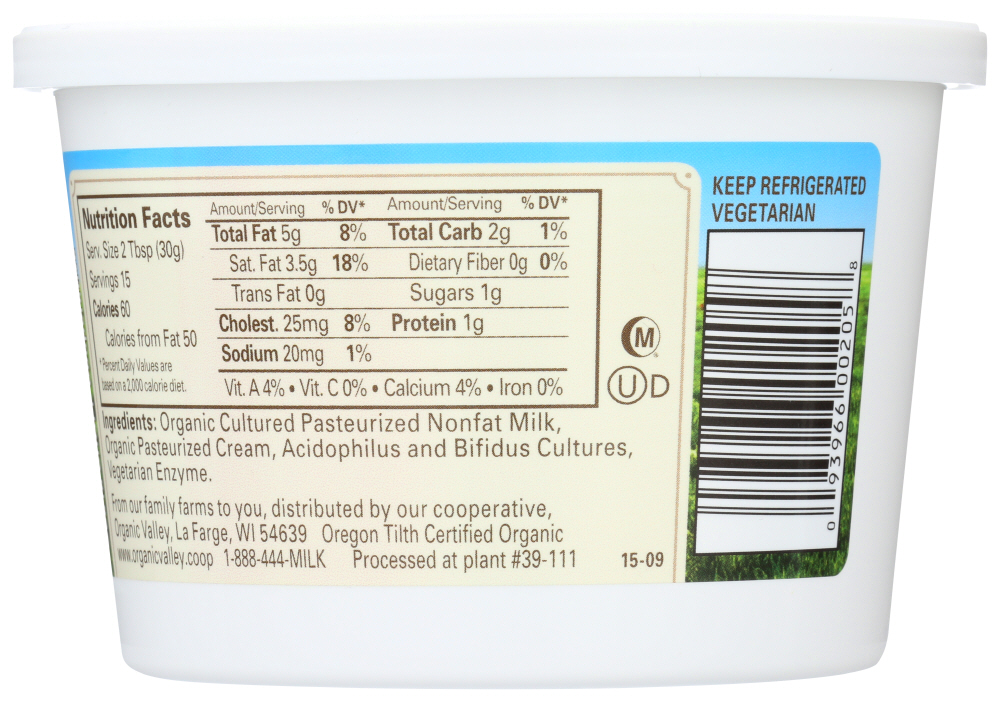 KEEP REFRIGERATED
VEGETARIAN
Nutrition Facts
Serv. Size 2 Tbsp (30g)
Servings 15
Calories 60
Calories from Fat 50
*Percent Daily Values are
based on a 2,000 calorie diet.
Amount/Serving % DV* Amount/Serving % DV*
Total Fat 5g 8% Total Carb 2g 1%
Sat. Fat 3.5g 18% Dietary Fiber 0g 0%
Trans Fat 0g Sugars 1g
Cholest. 25mg 8% Protein 1g
Sodium 20mg 1%
Vit. A 4% • Vit. C 0% • Calcium 4% • Iron 0%
M
U D
Ingredients: Organic Cultured Pasteurized Nonfat Milk,
Organic Pasteurized Cream, Acidophilus and Bifidus Cultures,
Vegetarian Enzyme.
From our family farms to you, distributed by our cooperative,
Organic Valley, La Farge, WI 54639 Oregon Tilth Certified Organic
www.organicvalley.coop 1-888-444-MILK Processed at plant #39-111
15-09
0 93966 00205 8